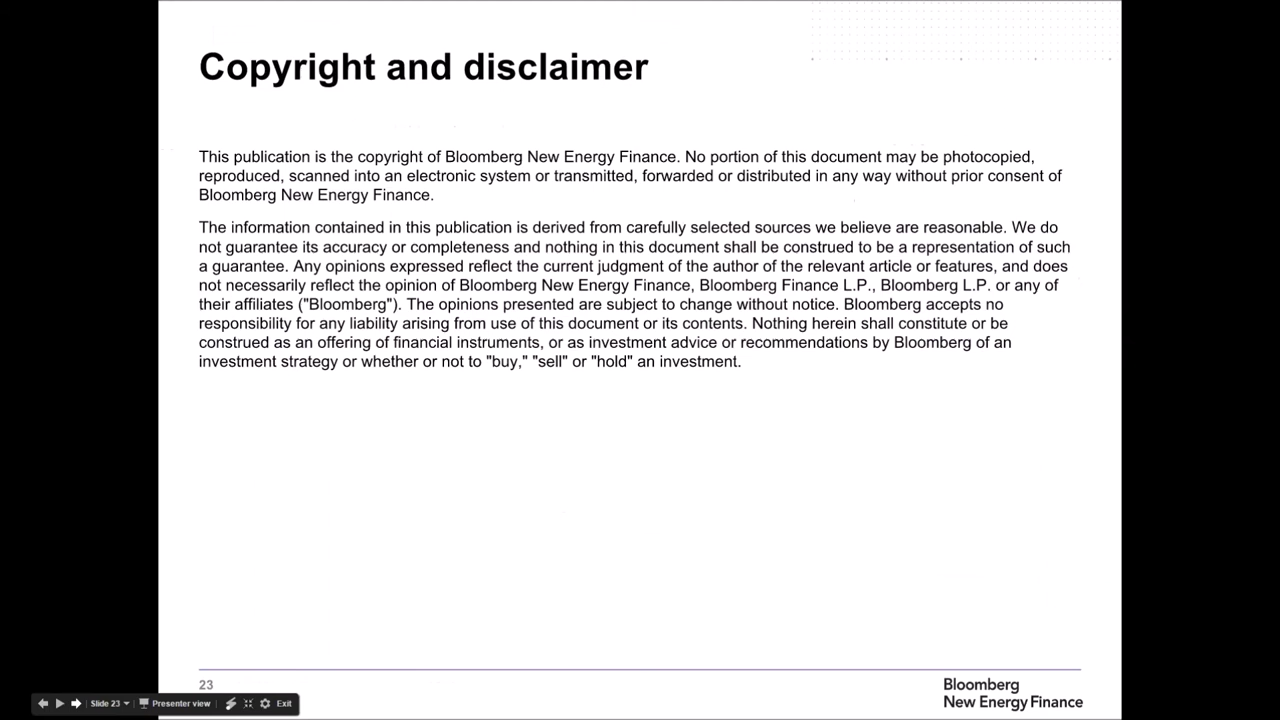 Copyright and disclaimer
This publication is the copyright of Bloomberg New Energy Finance. No portion of this document may be photocopied,
reproduced, scanned into an electronic system or transmitted, forwarded or distributed in any way without prior consent of
Bloomberg New Energy Finance.
The information contained in this publication is derived from carefully selected sources we believe are reasonable. We do
not guarantee its accuracy or completeness and nothing in this document shall be construed to be a representation of such
a guarantee. Any opinions expressed reflect the current judgment of the author of the relevant article or features, and does
not necessarily reflect the opinion of Bloomberg New Energy Finance, Bloomberg Finance L.P., Bloomberg L.P. or any of
their affiliates ("Bloomberg"). The opinions presented are subject to change without notice. Bloomberg accepts no
responsibility for any liability arising from use of this document or its contents. Nothing herein shall constitute or be
construed as an offering of financial instruments, or as investment advice or recommendations by Bloomberg of an
investment strategy or whether or not to "buy," "sell" or "hold" an investment.
23
Bloomberg
New Energy Finance
Slide 23 Presenter view Exit